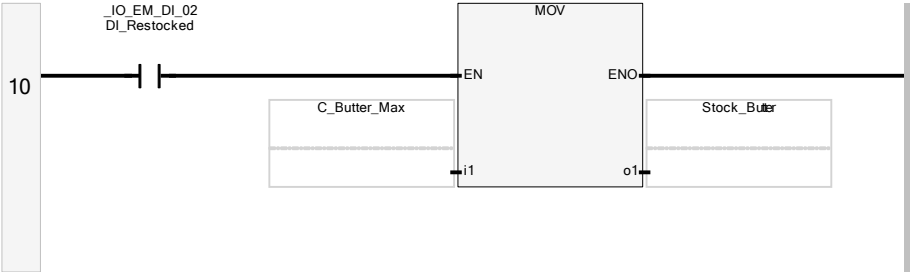 _IO_EM_DI_02
DI_Restocked
MOV
10
EN
ENO
C_Butter_Max
Stock_Butter
i1
o1